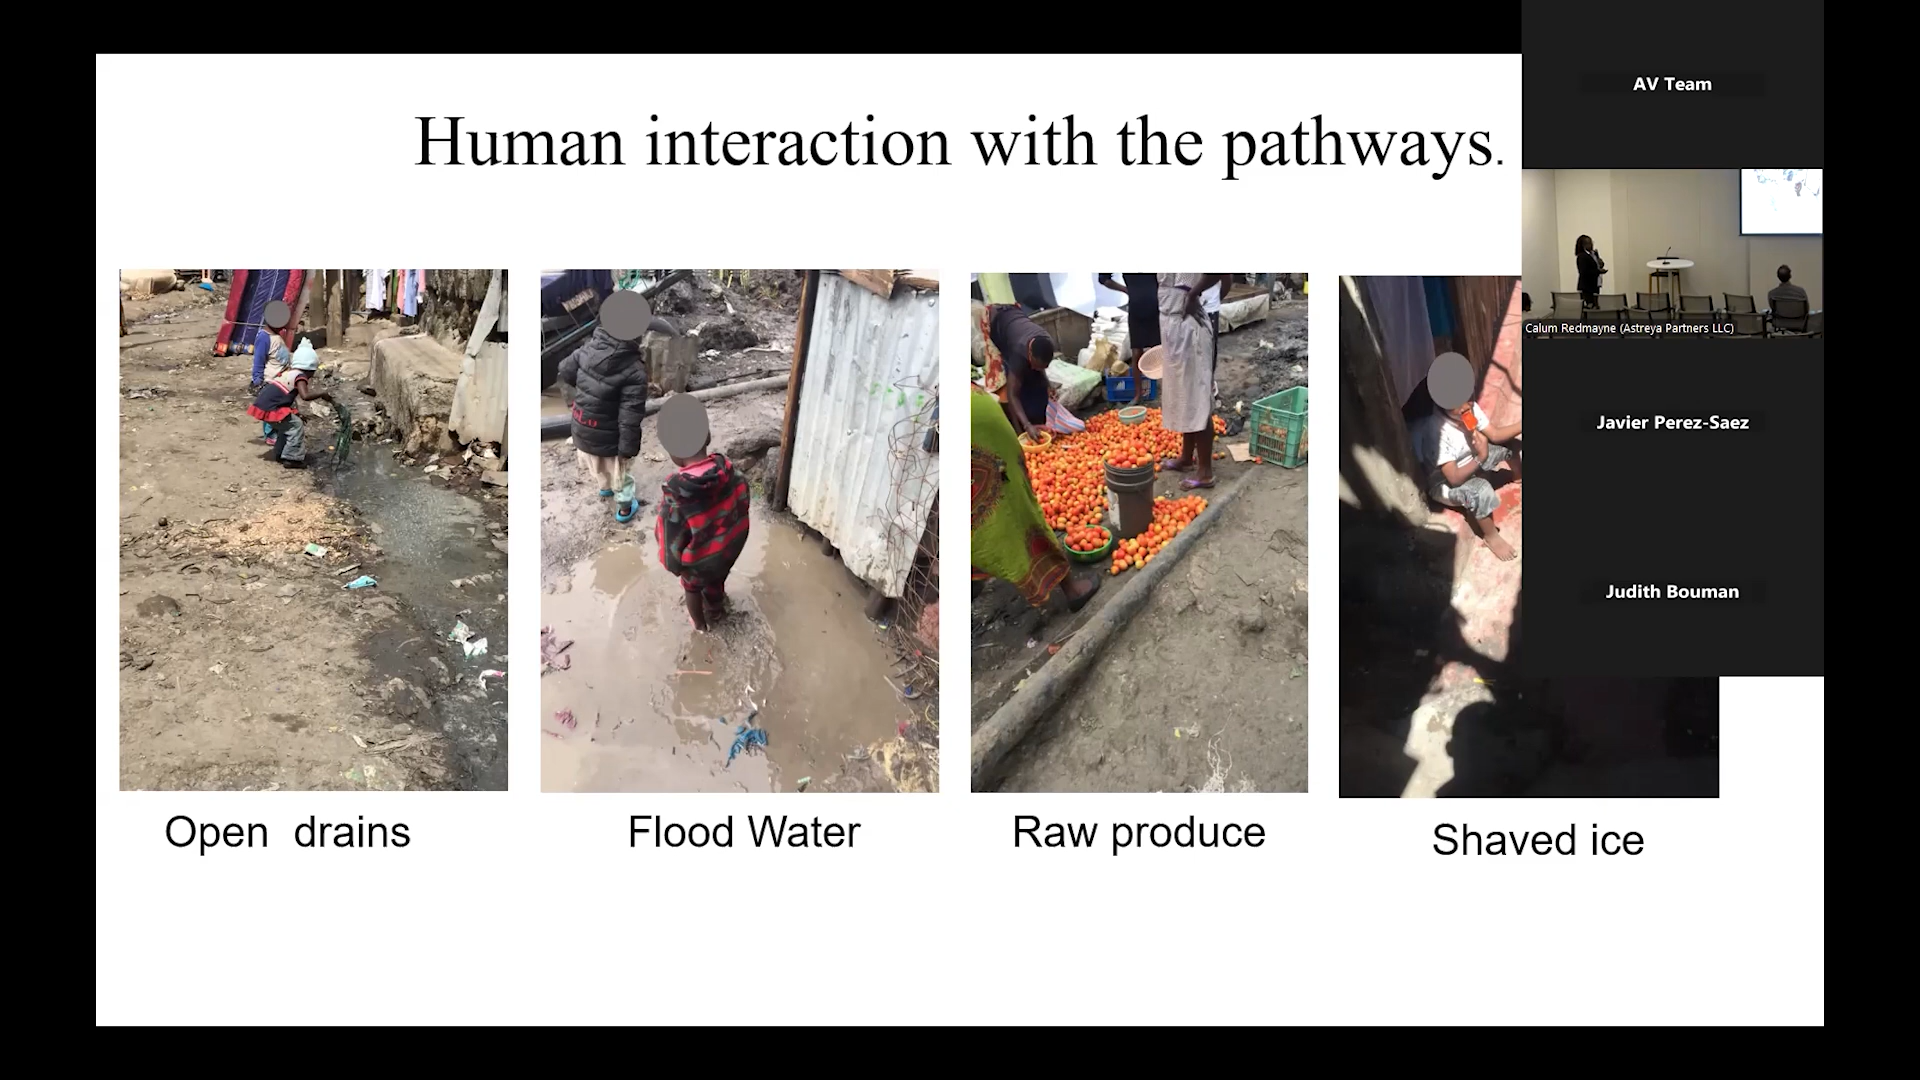 Human interaction with the pathways.
Open drains
Flood Water
Raw produce
Shaved ice
AV Team
Calum Redmayne (Astreya Partners LLC)
Javier Perez-Saez
Judith Bouman